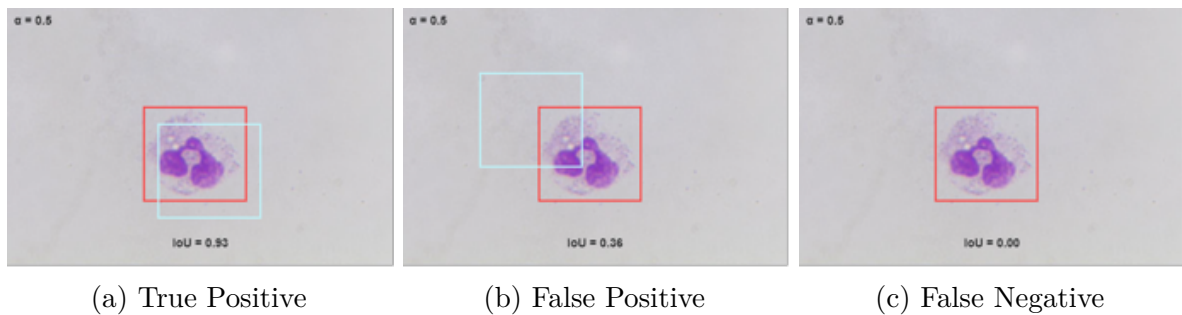 α = 0.5
α = 0.5
α = 0.5
IoU = 0.93
IoU = 0.36
IoU = 0.00
(a) True Positive
(b) False Positive
(c) False Negative